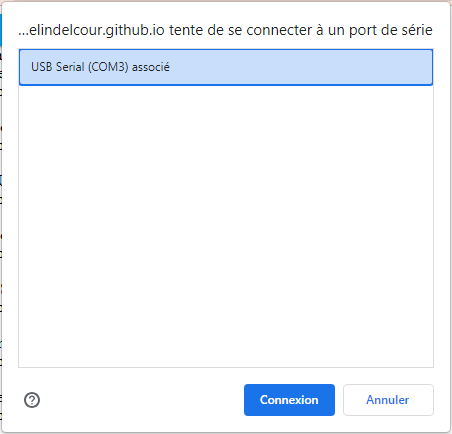 ...elindelcour.github.io tente de se connecter à un port de série
USB Serial (COM3) associé
Connexion
Annuler